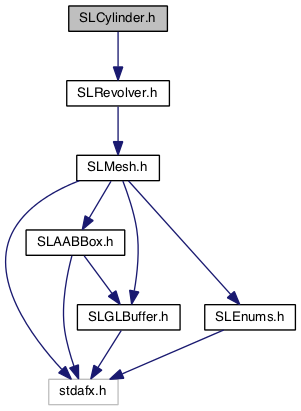 SLCylinder.h
SLRevolver.h
SLMesh.h
SLAABBox.h
SLGLBuffer.h
SLEnums.h
stdafx.h